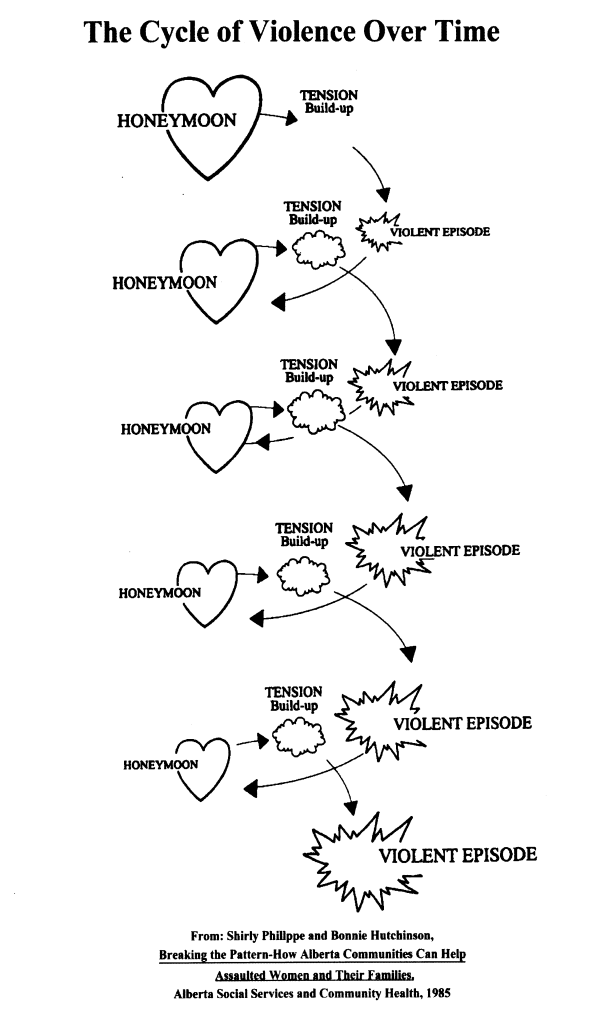 The Cycle of Violence Over Time
TENSION
Build-up
HONEYMOON
TENSION
Build-up
VIOLENT EPISODE
HONEYMOON
TENSION
Build-up
VIOLENT EPISODE
HONEYMOON
TENSION
Build-up
VIOLENT EPISODE
HONEYMOON
TENSION
Build-up
VIOLENT EPISODE
HONEYMOON
VIOLENT EPISODE
From: Shirly Phillppe and Bonnie Hutchinson,
Breaking the Pattern-How Alberta Communities Can Help
Assaulted Women and Their Families.
Alberta Social Services and Community Health, 1985